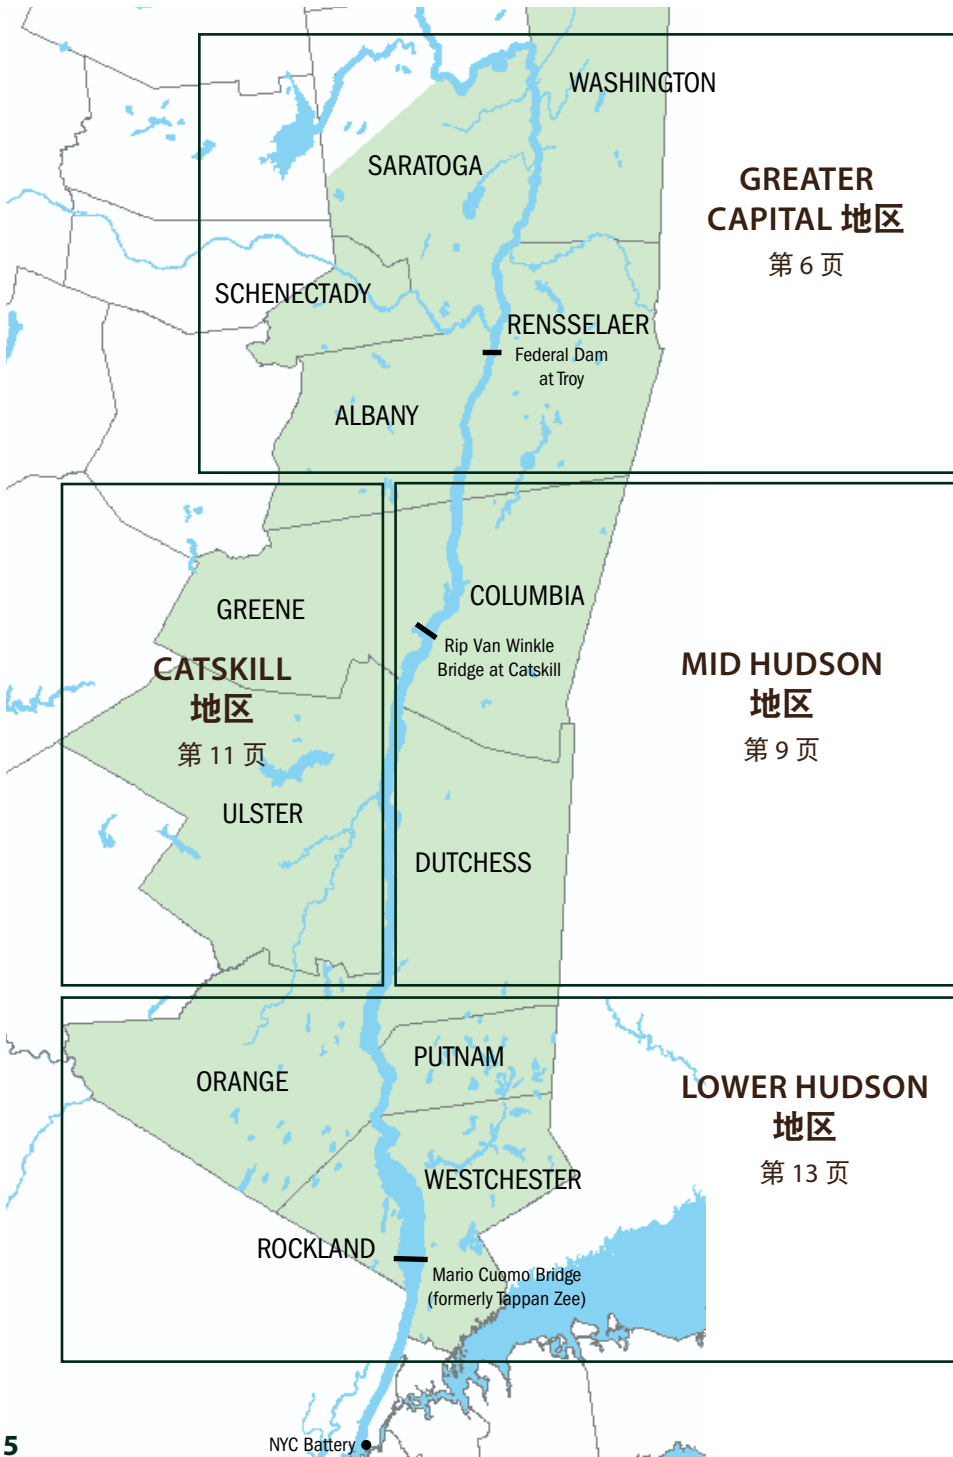 WASHINGTON
SARATOGA
GREATER
CAPITAL 地区
第 6 页
SCHENECTADY
RENSSELAER
Federal Dam
at Troy
ALBANY
COLUMBIA
GREENE
Rip Van Winkle
Bridge at Catskill
CATSKILL
地区
第 11 页
MID HUDSON
地区
第 9 页
ULSTER
DUTCHESS
PUTNAM
ORANGE
LOWER HUDSON
地区
第 13 页
WESTCHESTER
ROCKLAND
Mario Cuomo Bridge
(formerly Tappan Zee)
NYC Battery
5